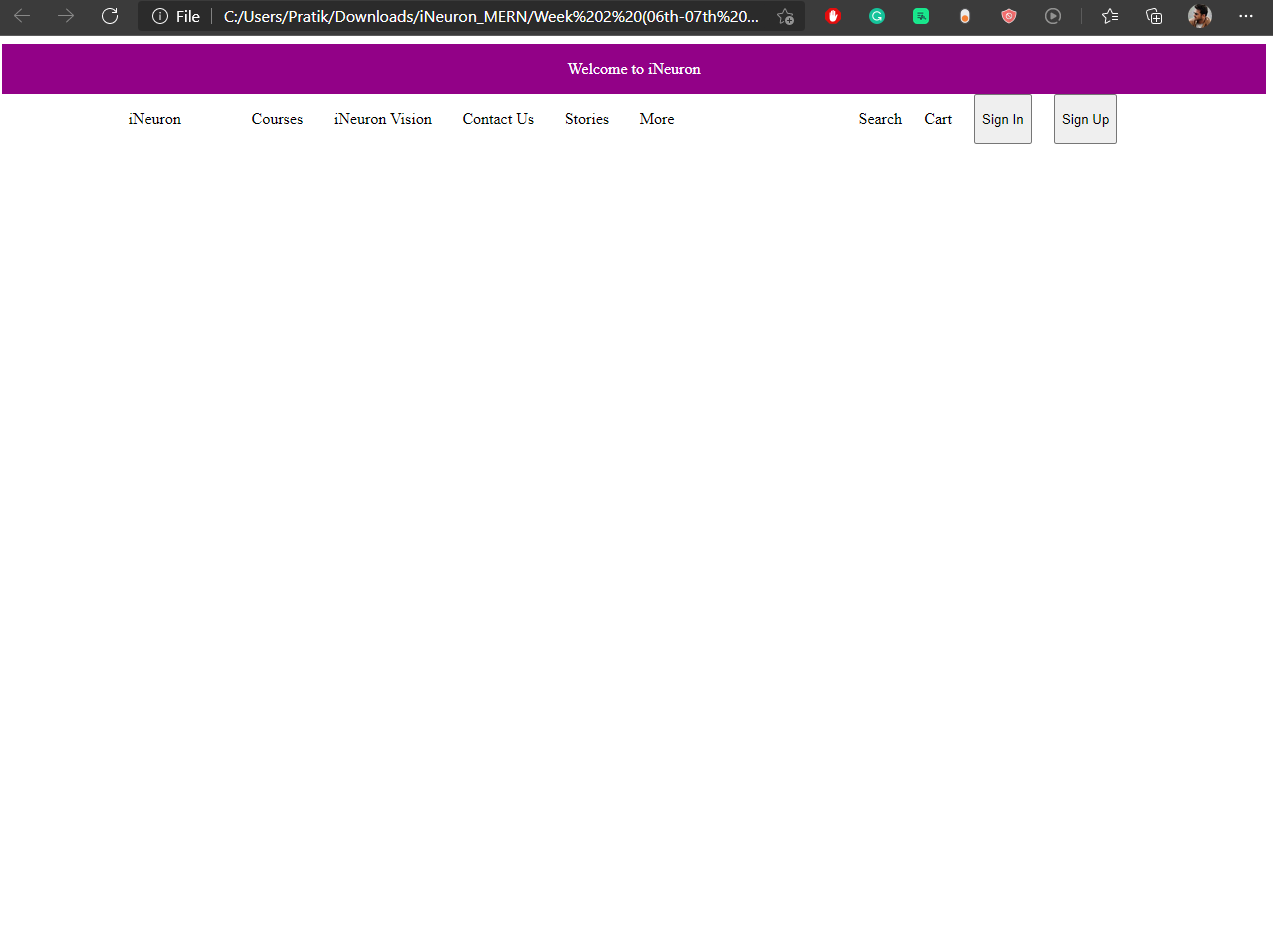 File C:/Users/Pratik/Downloads/iNeuron_MERN/Week%202%20(06th-07th%20...
Welcome to iNeuron
iNeuron Courses iNeuron Vision Contact Us Stories More Search Cart Sign In Sign Up